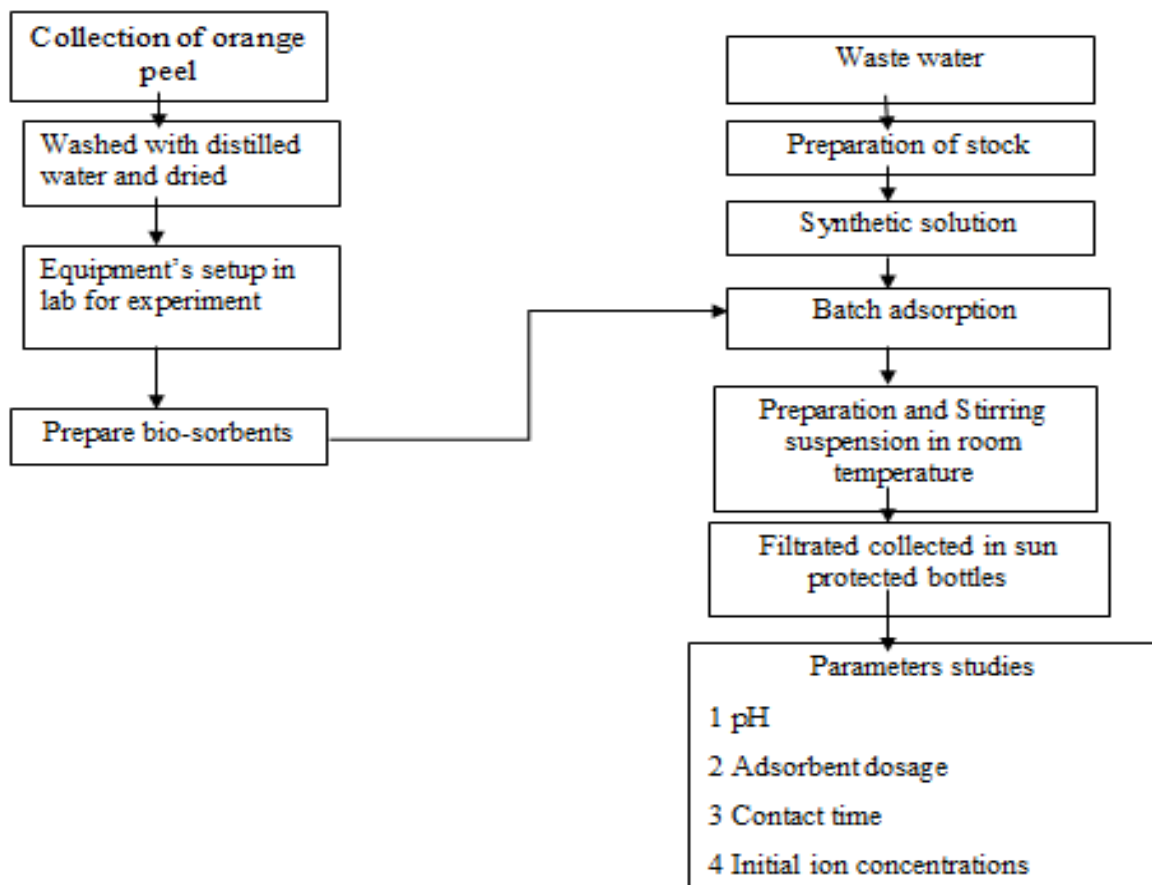 Collection of orange
peel
Washed with distilled
water and dried
Equipment’s setup in
lab for experiment
Prepare bio-sorbents
Waste water
Preparation of stock
Synthetic solution
Batch adsorption
Preparation and Stirring
suspension in room
temperature
Filtrated collected in sun
protected bottles
Parameters studies
1 pH
2 Adsorbent dosage
3 Contact time
4 Initial ion concentrations